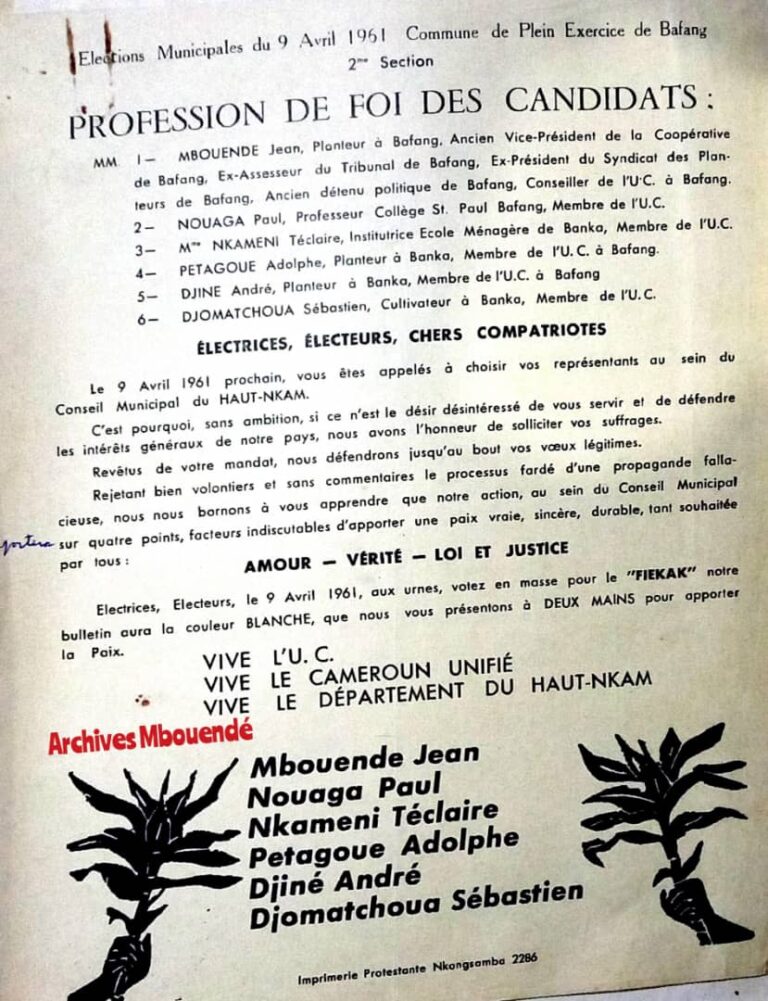 Elections Municipales du 9 Avril 1961 Commune de Plein Exercice de Bafang
2me Section
PROFESSION DE FOI DES CANDIDATS :
MM 1— MBOUENDE Jean, Planteur à Bafang, Ancien Vice-Président de la Coopérative
de Bafang, Ex-Assesseur du Tribunal de Bafang, Ex-Président du Syndicat des Plan-
teurs de Bafang, Ancien détenu politique de Bafang, Conseiller de l'U.C. à Bafang.
2— NOUAGA Paul, Professeur Collège St. Paul Bafang, Membre de l'U.C.
3— Mme NKAMENI Téclaire, Institutrice Ecole Ménagère de Banka, Membre de l'U.C.
4— PETAGOUE Adolphe, Planteur à Banka, Membre de l'U.C. à Bafang.
5— DJINE André, Planteur à Banka, Membre de l'U.C. à Bafang
6— DJOMATCHOUA Sébastien, Cultivateur à Banka, Membre de l'U.C.
ÉLECTRICES, ÉLECTEURS, CHERS COMPATRIOTES
Le 9 Avril 1961 prochain, vous êtes appelés à choisir vos représentants au sein du
Conseil Municipal du HAUT-NKAM.
C'est pourquoi, sans ambition, si ce n'est le désir désintéressé de vous servir et de défendre
les intérêts généraux de notre pays, nous avons l'honneur de solliciter vos suffrages.
Revêtus de votre mandat, nous défendrons jusqu'au bout vos vœux légitimes.
Rejetant bien volontiers et sans commentaires le processus fardé d'une propagande falla-
cieuse, nous nous bornons à vous apprendre que notre action, au sein du Conseil Municipal
portera sur quatre points, facteurs indiscutables d'apporter une paix vraie, sincère, durable, tant souhaitée
par tous :
AMOUR — VÉRITÉ — LOI ET JUSTICE
Electrices, Electeurs, le 9 Avril 1961, aux urnes, votez en masse pour le "FIEKAK" notre
bulletin aura la couleur BLANCHE, que nous vous présentons à DEUX MAINS pour apporter
la Paix.
VIVE L'U.C.
VIVE LE CAMEROUN UNIFIÉ
VIVE LE DÉPARTEMENT DU HAUT-NKAM
Archives Mbouendé
Mbouende Jean
Nouaga Paul
Nkameni Téclaire
Petagoue Adolphe
Djiné André
Djomatchoua Sébastien
Imprimerie Protestante Nkongsamba 2286